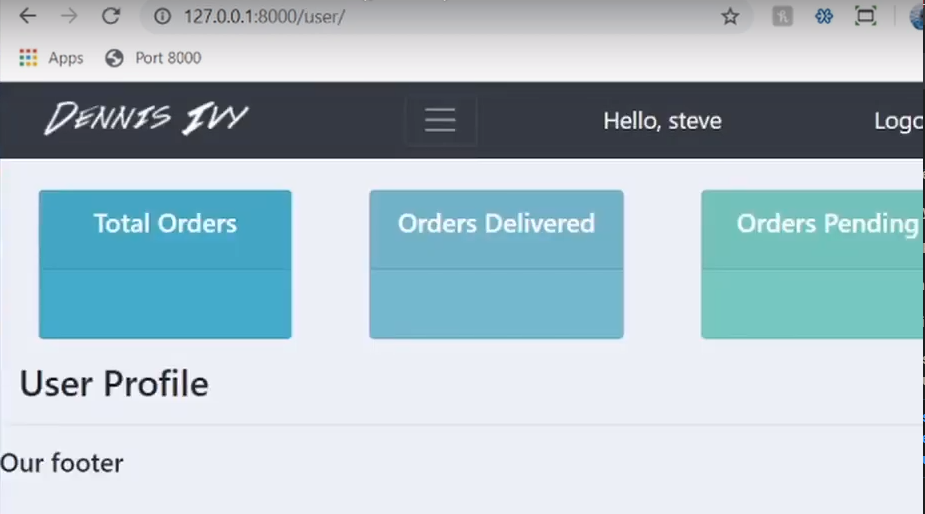 127.0.0.1:8000/user/
Apps Port 8000
DENNIS IVY Hello, steve Logo
Total Orders Orders Delivered Orders Pending
User Profile
Our footer